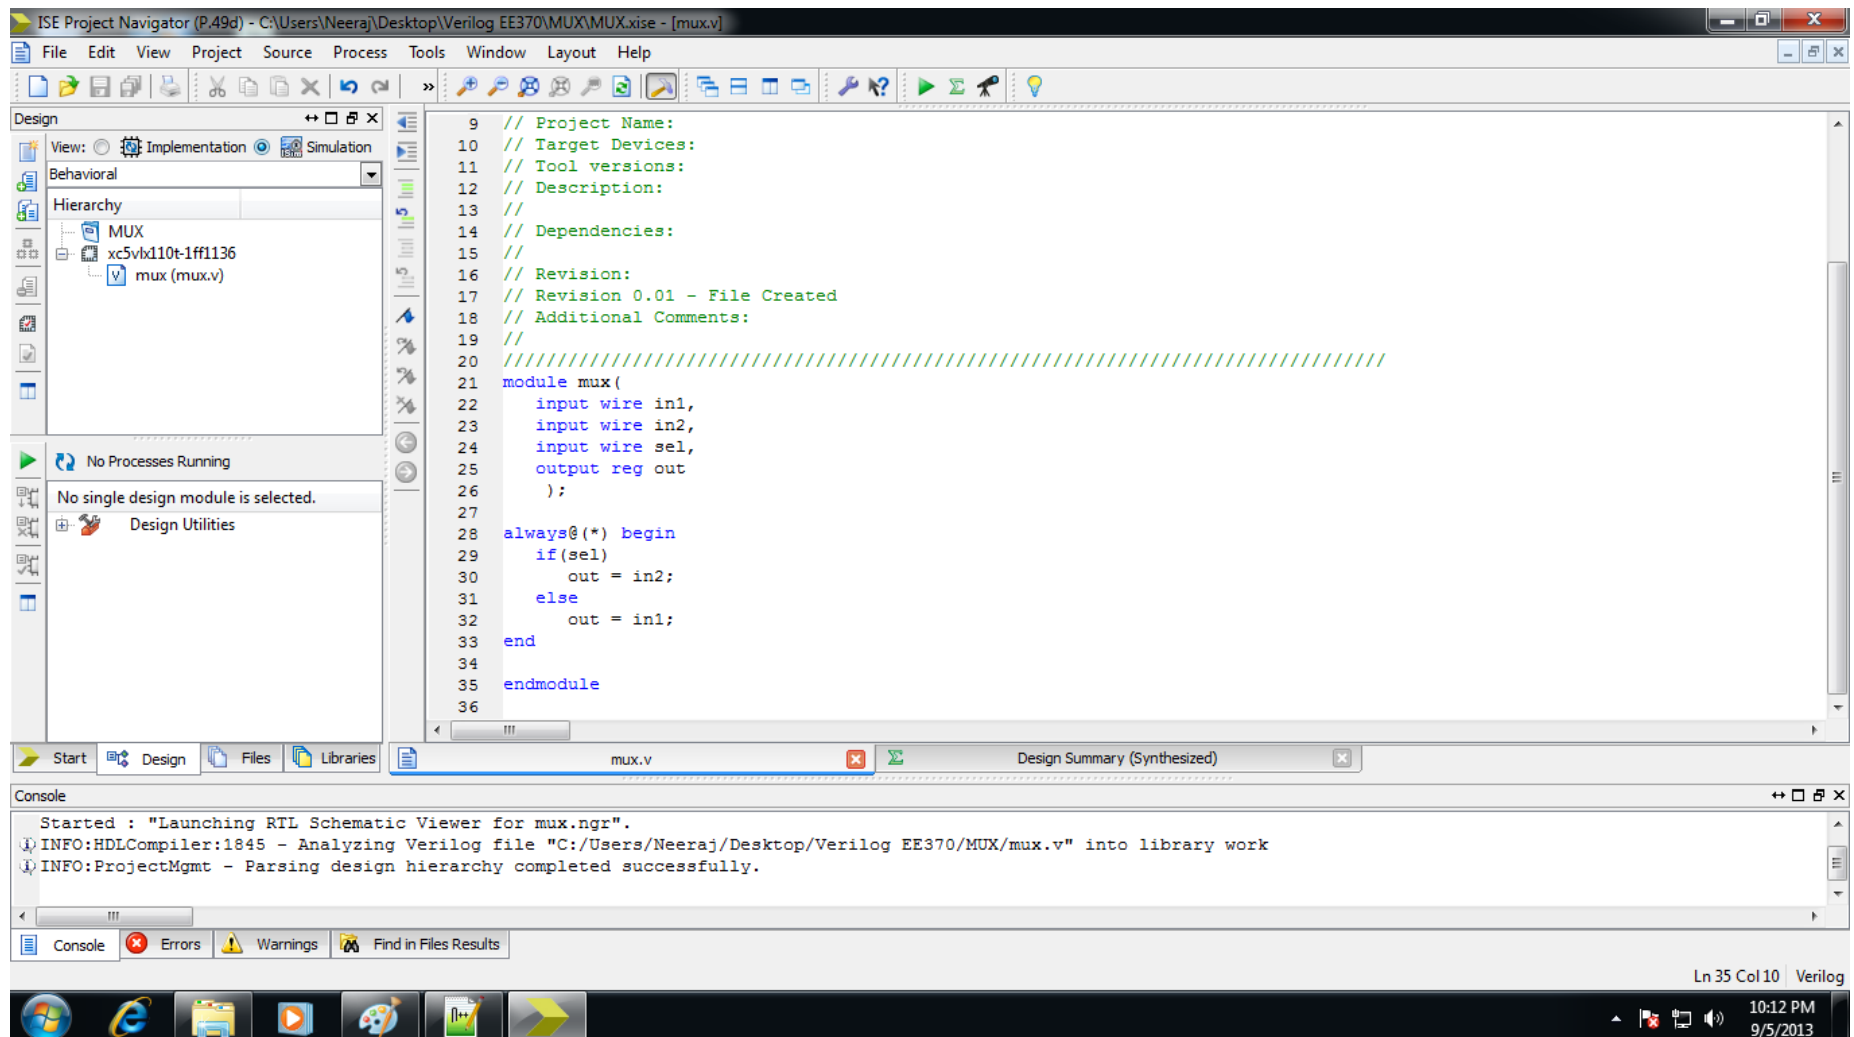 ISE Project Navigator (P.49d) - C:\Users\Neeraj\Desktop\Verilog EE370\MUX\MUX.xise - [mux.v]
File Edit View Project Source Process Tools Window Layout Help
Design
View: Implementation Simulation
Behavioral
Hierarchy
MUX
xc5vlx110t-1ff1136
mux (mux.v)
No Processes Running
No single design module is selected.
Design Utilities
Start Design Files Libraries
9 // Project Name:
10 // Target Devices:
11 // Tool versions:
12 // Description:
13 //
14 // Dependencies:
15 //
16 // Revision:
17 // Revision 0.01 - File Created
18 // Additional Comments:
19 //
20 //////////////////////////////////////////////////////////////////////////////////
21 module mux(
22 input wire in1,
23 input wire in2,
24 input wire sel,
25 output reg out
26 );
27
28 always@(*) begin
29 if(sel)
30 out = in2;
31 else
32 out = in1;
33 end
34
35 endmodule
36
mux.v Design Summary (Synthesized)
Console
Started : "Launching RTL Schematic Viewer for mux.ngr".
INFO:HDLCompiler:1845 - Analyzing Verilog file "C:/Users/Neeraj/Desktop/Verilog EE370/MUX/mux.v" into library work
INFO:ProjectMgmt - Parsing design hierarchy completed successfully.
Console Errors Warnings Find in Files Results
Ln 35 Col 10 Verilog
10:12 PM
9/5/2013